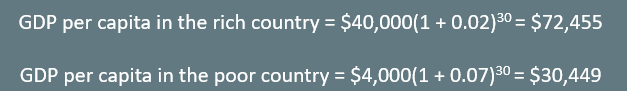 GDP per capita in the rich country = $40,000(1 + 0.02)³⁰ = $72,455
GDP per capita in the poor country = $4,000(1 + 0.07)³⁰ = $30,449